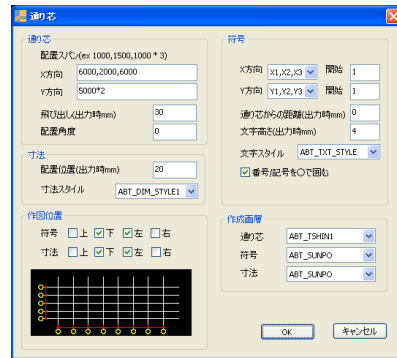 通り芯
通り芯
配置スパン(ex 1000,1500,1000 * 3)
X方向 6000,2000,6000
Y方向 5000*2
飛び出し(出力時mm) 30
配置角度 0
寸法
配置位置(出力時mm) 20
寸法スタイル ABT_DIM_STYLE1
作図位置
符号 上 下 左 右
寸法 上 下 左 右
符号
X方向 X1,X2,X3 開始 1
Y方向 Y1,Y2,Y3 開始 1
通り芯からの距離(出力時mm) 0
文字高さ(出力時mm) 4
文字スタイル ABT_TXT_STYLE
番号/記号を○で囲む
作成画層
通り芯 ABT_TSHIN1
符号 ABT_SUNPO
寸法 ABT_SUNPO
OK キャンセル